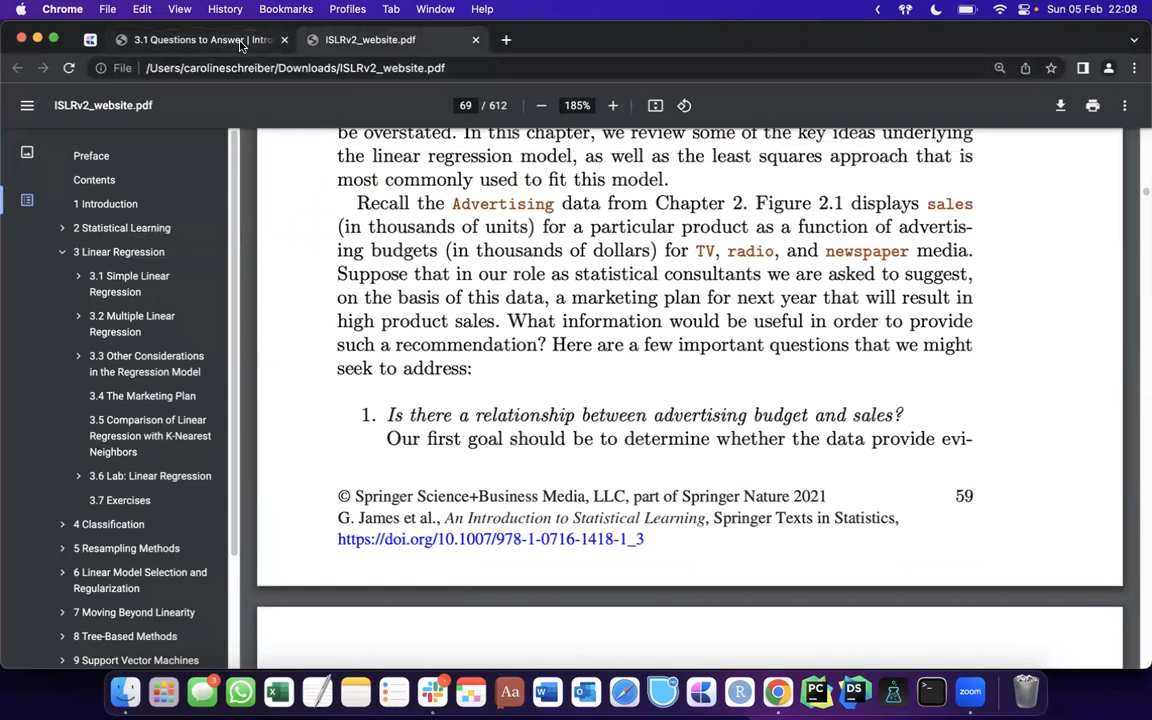 Chrome File Edit View History Bookmarks Profiles Tab Window Help Sun 05 Feb 22:08
3.1 Questions to Answer | Intro
ISLRv2_website.pdf
File /Users/carolineschreiber/Downloads/ISLRv2_website.pdf
ISLRv2_website.pdf 69 / 612 185%
Preface
Contents
1 Introduction
2 Statistical Learning
3 Linear Regression
3.1 Simple Linear
Regression
3.2 Multiple Linear
Regression
3.3 Other Considerations
in the Regression Model
3.4 The Marketing Plan
3.5 Comparison of Linear
Regression with K-Nearest
Neighbors
3.6 Lab: Linear Regression
3.7 Exercises
4 Classification
5 Resampling Methods
6 Linear Model Selection and
Regularization
7 Moving Beyond Linearity
8 Tree-Based Methods
9 Support Vector Machines
be overstated. In this chapter, we review some of the key ideas underlying
the linear regression model, as well as the least squares approach that is
most commonly used to fit this model.
Recall the Advertising data from Chapter 2. Figure 2.1 displays sales
(in thousands of units) for a particular product as a function of advertis-
ing budgets (in thousands of dollars) for TV, radio, and newspaper media.
Suppose that in our role as statistical consultants we are asked to suggest,
on the basis of this data, a marketing plan for next year that will result in
high product sales. What information would be useful in order to provide
such a recommendation? Here are a few important questions that we might
seek to address:
1. Is there a relationship between advertising budget and sales?
Our first goal should be to determine whether the data provide evi-
© Springer Science+Business Media, LLC, part of Springer Nature 2021 59
G. James et al., An Introduction to Statistical Learning, Springer Texts in Statistics,
https://doi.org/10.1007/978-1-0716-1418-1_3
3
Aa
W
R
PC
DS
zoom